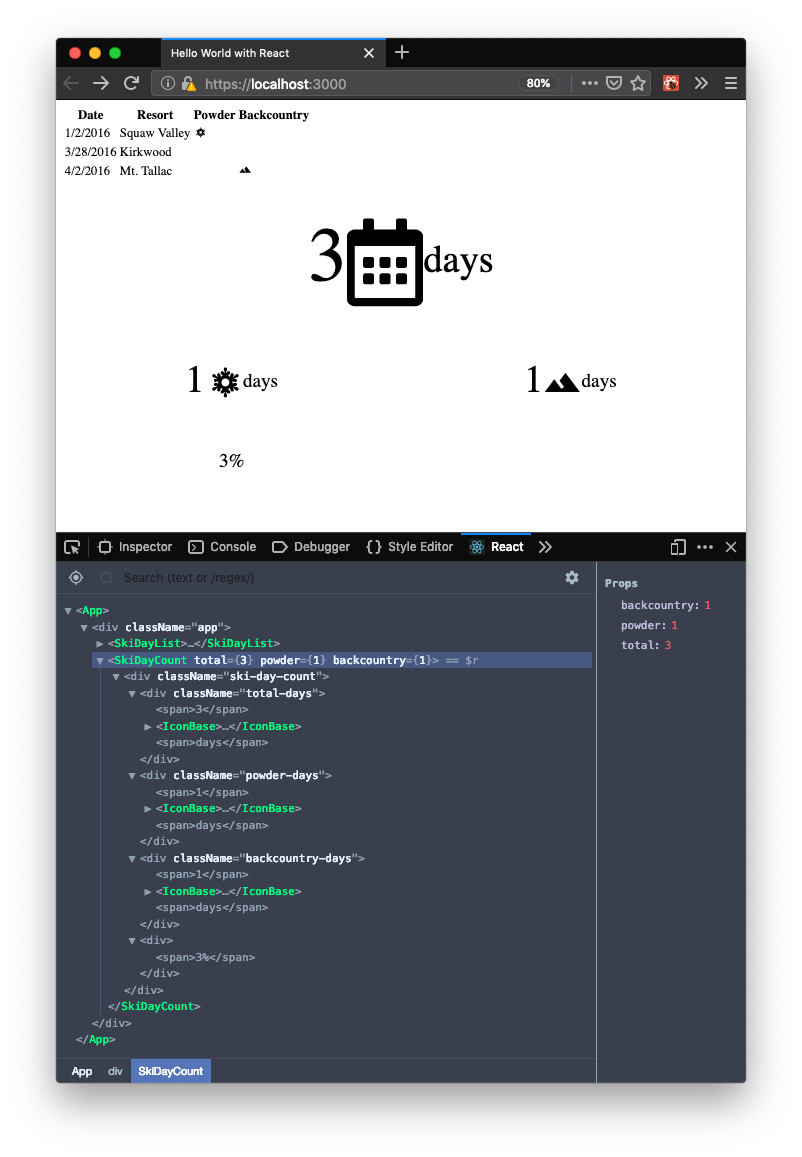 Hello World with React
https://localhost:3000
80%
Date Resort Powder Backcountry
1/2/2016 Squaw Valley
3/28/2016 Kirkwood
4/2/2016 Mt. Tallac
3 days
1 days
1 days
3%
Inspector Console Debugger {} Style Editor React
Search (text or /regex/)
<App>
<div className="app">
<SkiDayList>…</SkiDayList>
<SkiDayCount total={3} powder={1} backcountry={1}> == $r
<div className="ski-day-count">
<div className="total-days">
<span>3</span>
<IconBase>…</IconBase>
<span>days</span>
</div>
<div className="powder-days">
<span>1</span>
<IconBase>…</IconBase>
<span>days</span>
</div>
<div className="backcountry-days">
<span>1</span>
<IconBase>…</IconBase>
<span>days</span>
</div>
<div>
<span>3%</span>
</div>
</div>
</SkiDayCount>
</div>
</App>
App div SkiDayCount
Props
backcountry: 1
powder: 1
total: 3